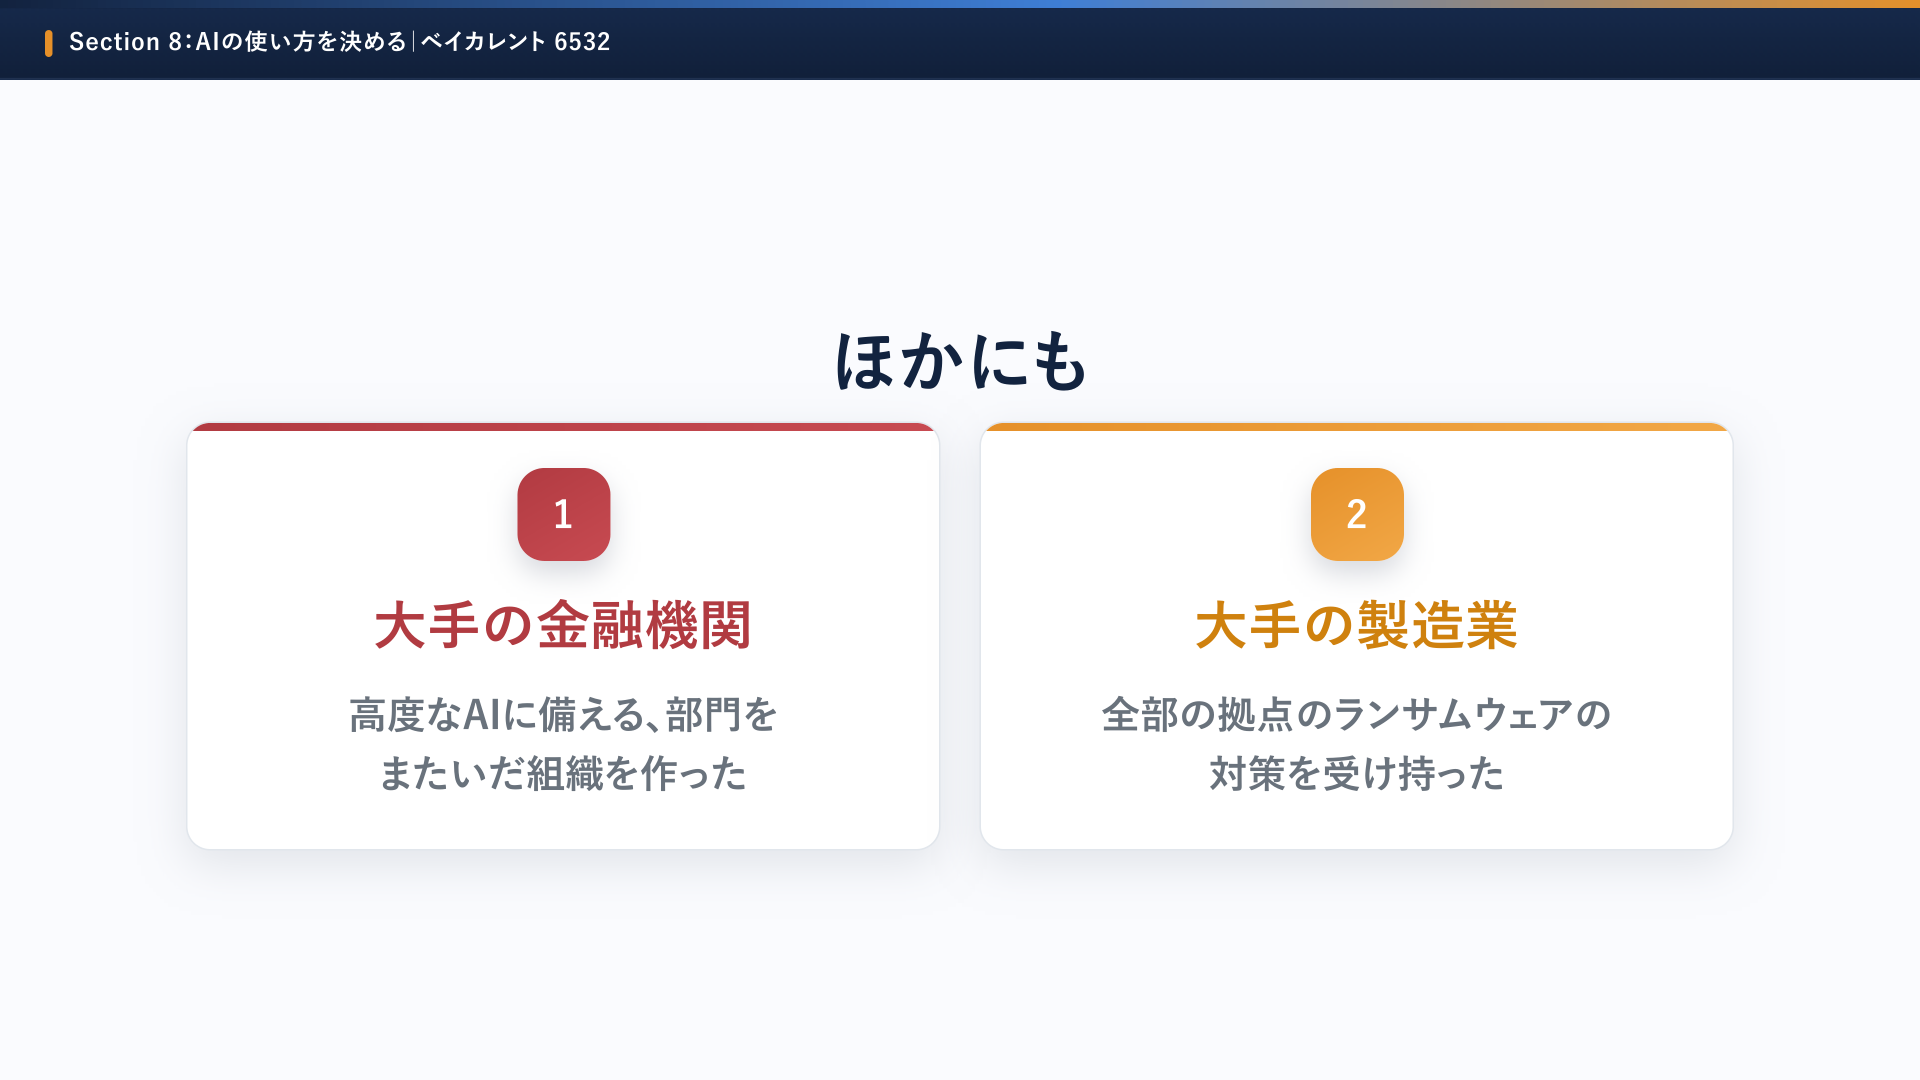 Section 8:AIの使い方を決める|ベイカレント 6532
ほかにも
1
大手の金融機関
高度なAIに備える、部門を
またいだ組織を作った
2
大手の製造業
全部の拠点のランサムウェアの
対策を受け持った